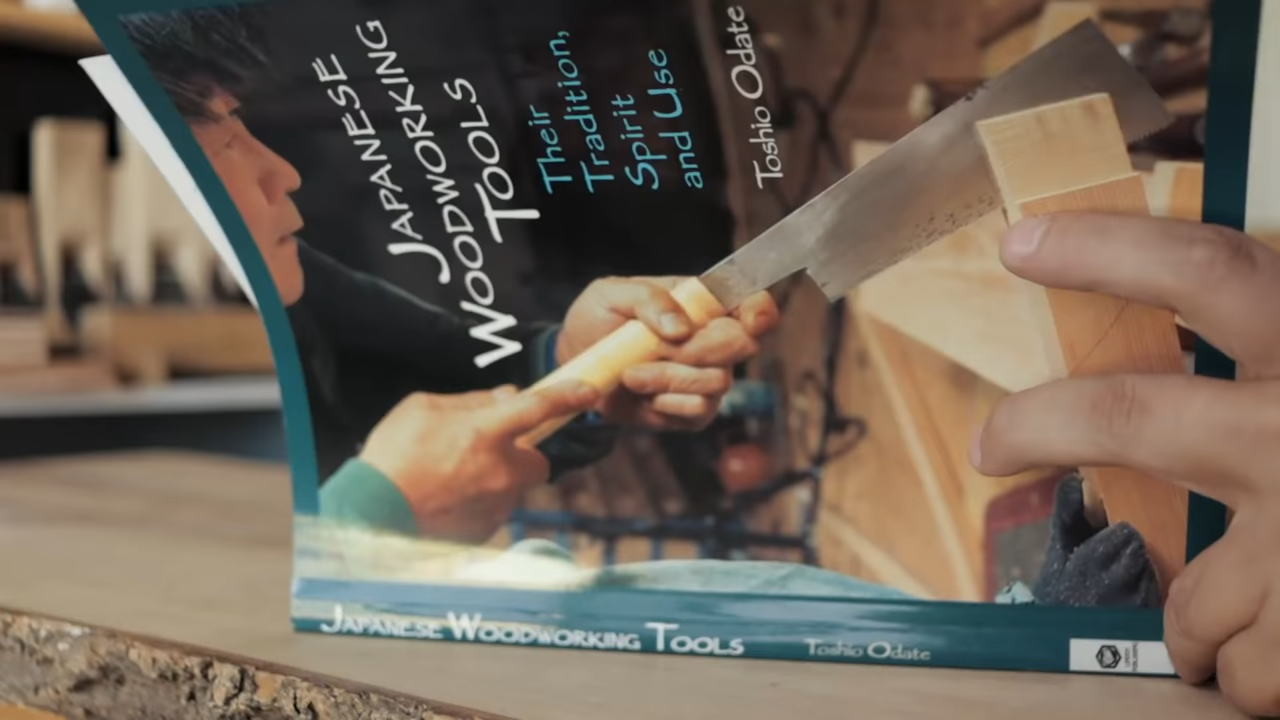 JAPANESE
WOODWORKING
TOOLS
Their
Tradition,
Spirit
and Use
Toshio Odate
JAPANESE WOODWORKING TOOLS Toshio Odate